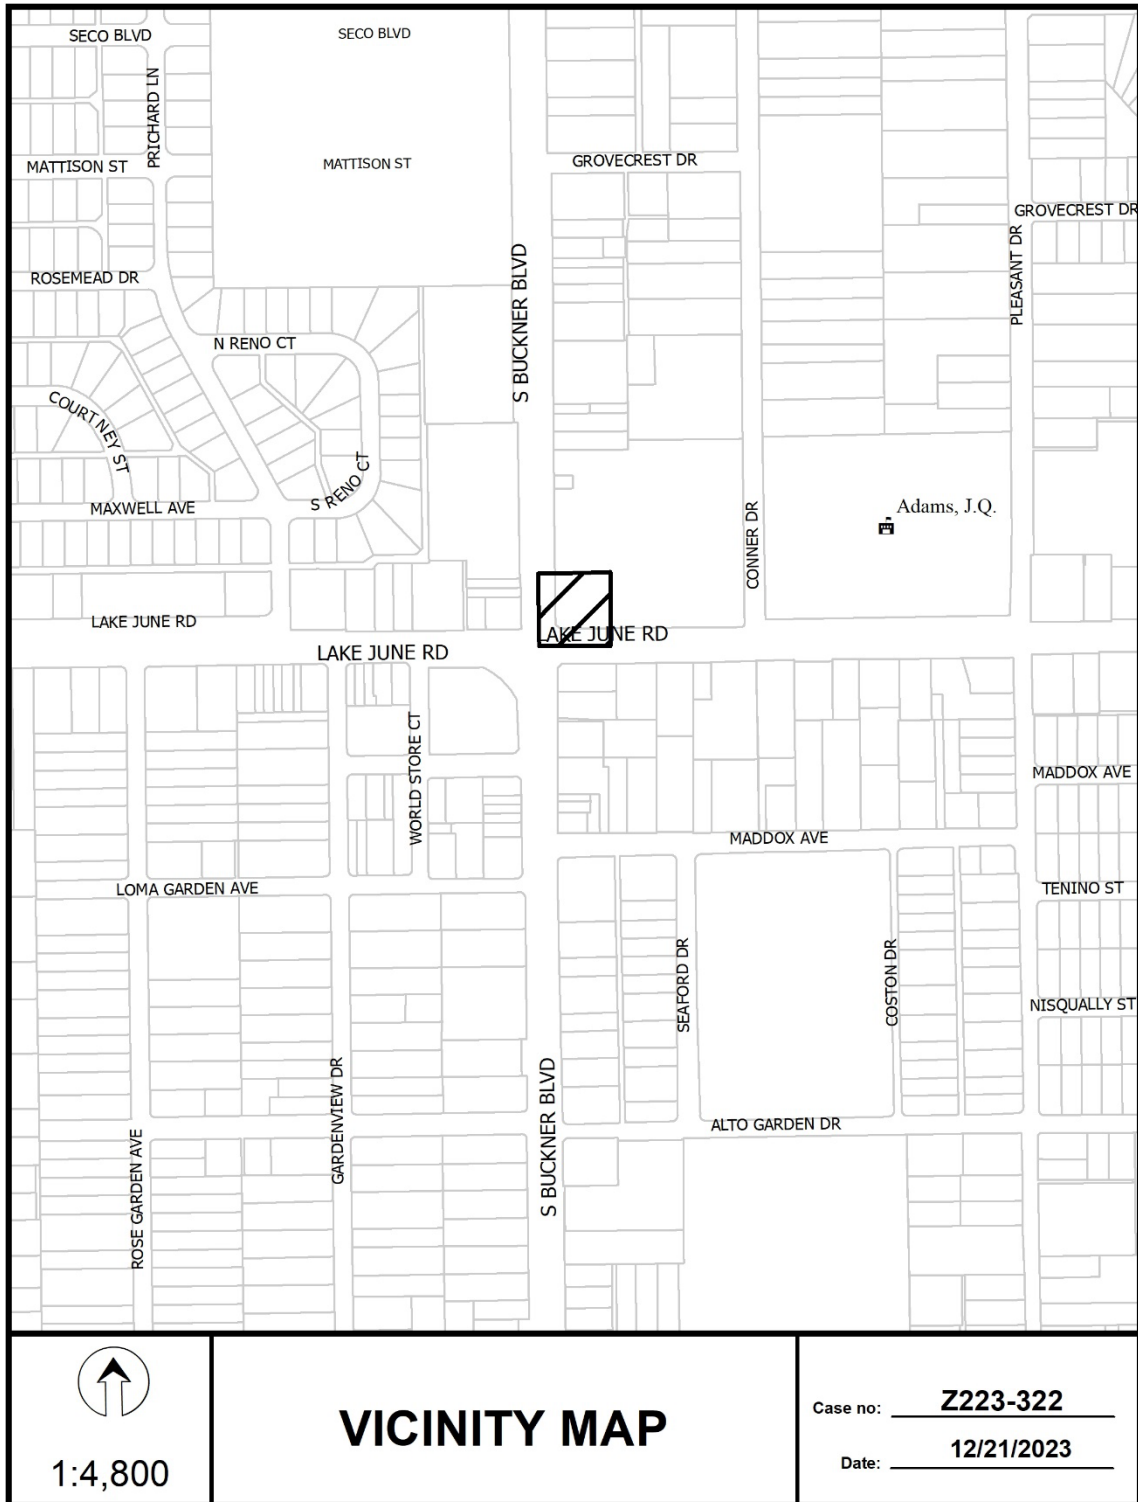 SECO BLVD
SECO BLVD
PRICHARD LN
MATTISON ST
MATTISON ST
GROVECREST DR
GROVECREST DR
PLEASANT DR
ROSEMEAD DR
S BUCKNER BLVD
N RENO CT
COURTNEY ST
S RENO CT
MAXWELL AVE
Adams, J.Q.
CONNER DR
LAKE JUNE RD
LAKE JUNE RD
LAKE JUNE RD
WORLD STORE CT
MADDOX AVE
MADDOX AVE
LOMA GARDEN AVE
TENINO ST
SEAFORD DR
COSTON DR
NISQUALLY ST
GARDENVIEW DR
S BUCKNER BLVD
ALTO GARDEN DR
ROSE GARDEN AVE
1:4,800
VICINITY MAP
Case no: Z223-322
Date: 12/21/2023